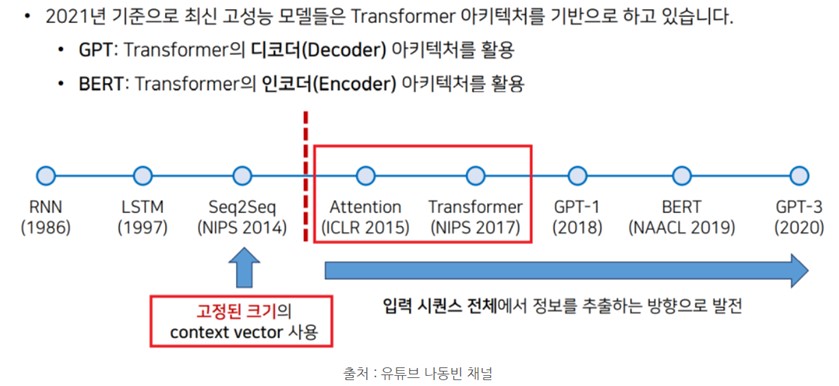 • 2021년 기준으로 최신 고성능 모델들은 Transformer 아키텍처를 기반으로 하고 있습니다.
• GPT: Transformer의 디코더(Decoder) 아키텍처를 활용
• BERT: Transformer의 인코더(Encoder) 아키텍처를 활용
RNN
(1986)
LSTM
(1997)
Seq2Seq
(NIPS 2014)
Attention
(ICLR 2015)
Transformer
(NIPS 2017)
GPT-1
(2018)
BERT
(NAACL 2019)
GPT-3
(2020)
고정된 크기의
context vector 사용
입력 시퀀스 전체에서 정보를 추출하는 방향으로 발전
출처 : 유튜브 나동빈 채널